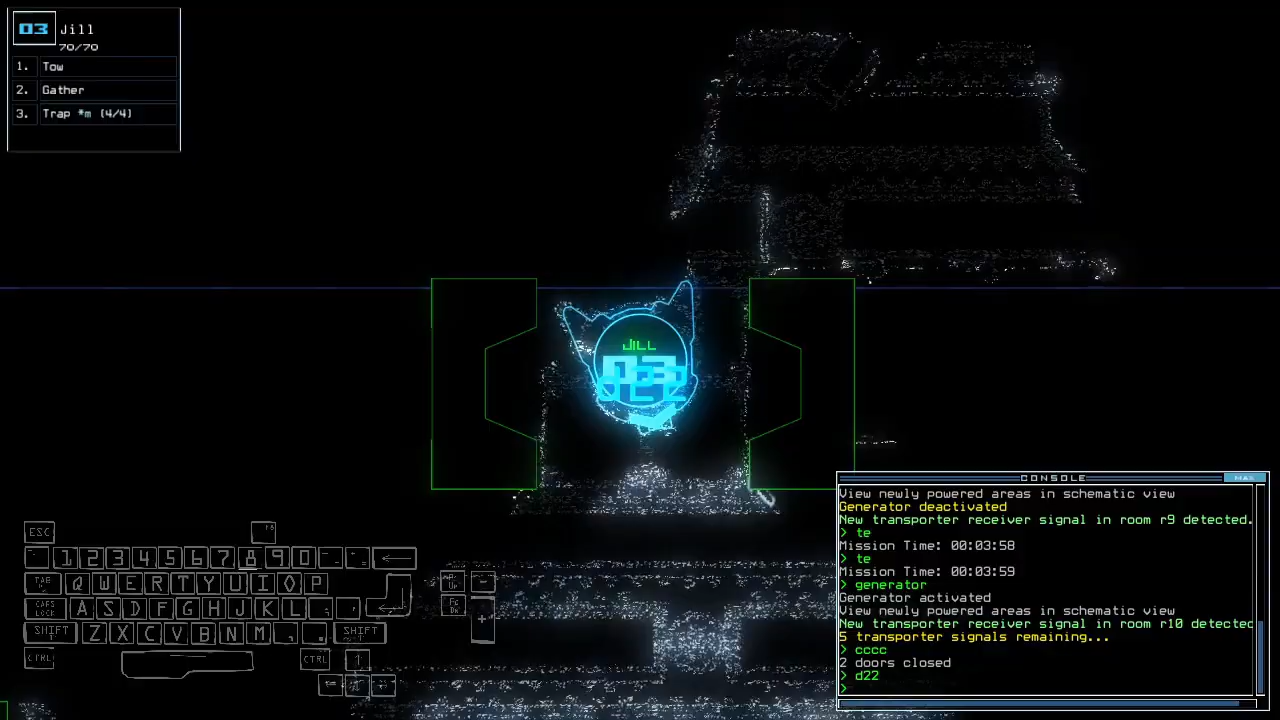 03 Jill
70/70
1. Tow
2. Gather
3. Trap *m (4/4)
JILL
03
d22
CONSOLE
MAX
View newly powered areas in schematic view
Generator deactivated
New transporter receiver signal in room r9 detected.
> te
Mission Time: 00:03:58
> te
Mission Time: 00:03:59
> generator
Generator activated
View newly powered areas in schematic view
New transporter receiver signal in room r10 detected
5 transporter signals remaining...
> cccc
2 doors closed
> d22
>
ESC
1 2 3 4 5 6 7 8 9 0 - =
TAB Q W E R T Y U I O P
CAPS LOCK A S D F G H J K L ; '
SHIFT Z X C V B N M , . SHIFT
CTRL CTRL